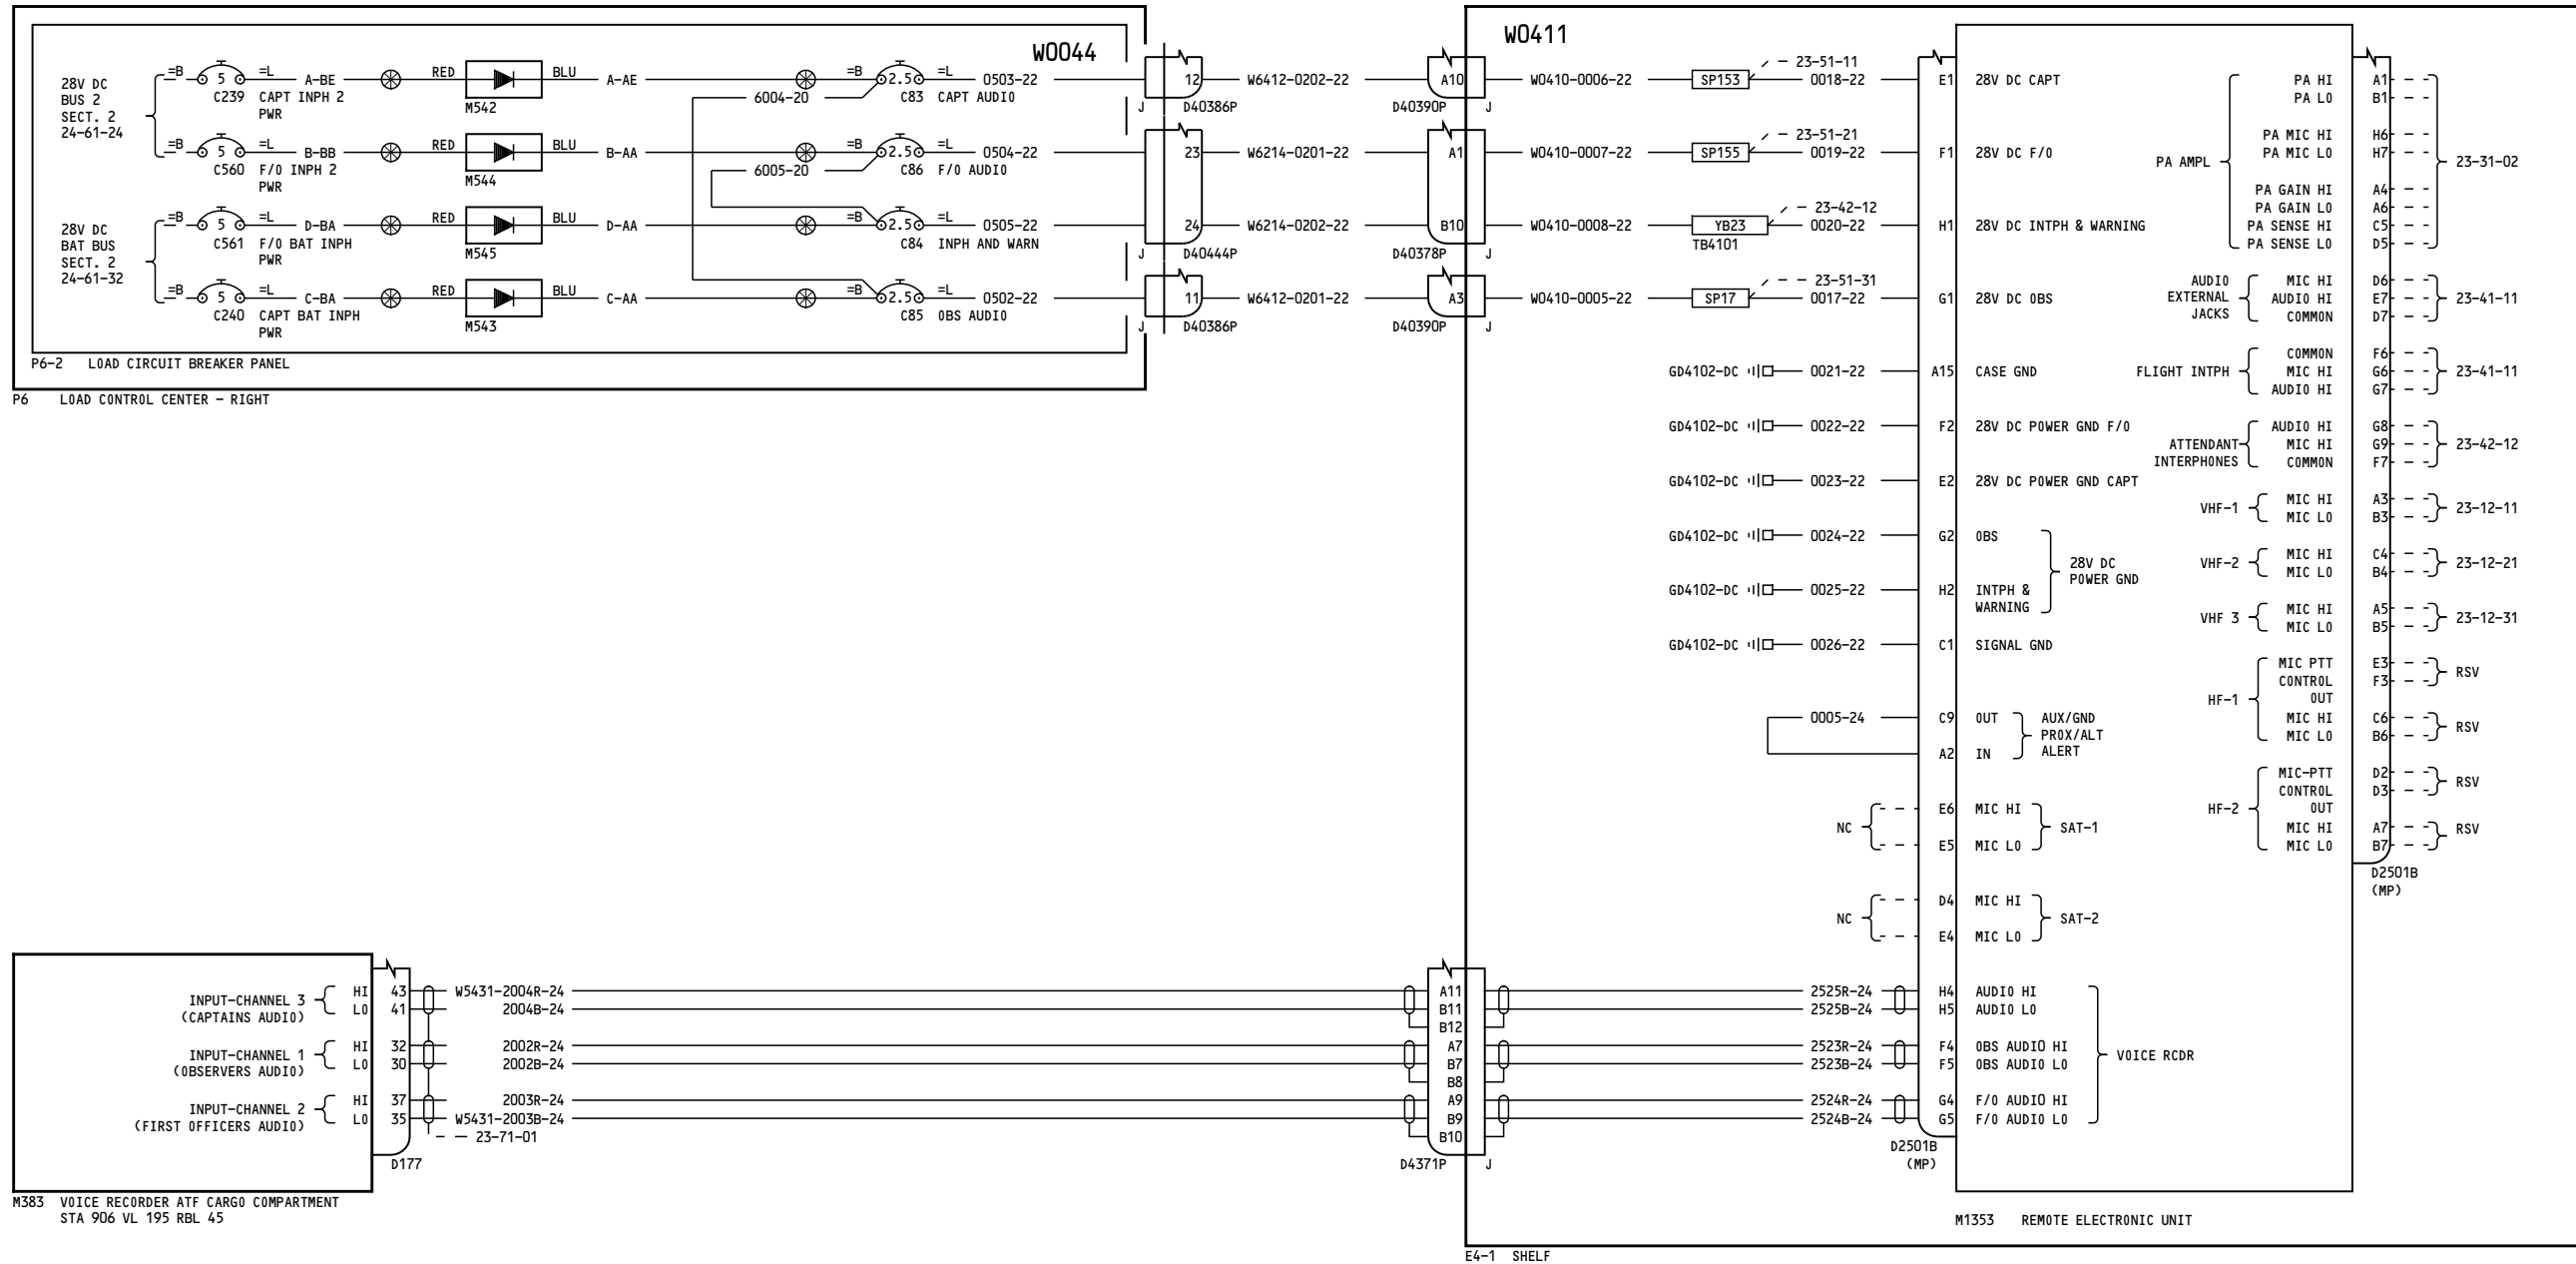 W0044
28V DC
BUS 2
SECT. 2
24-61-24
=B
5
=L
A-BE
RED
BLU
A-AE
=B
2.5
=L
0503-22
C239
CAPT INPH 2
PWR
M542
6004-20
C83
CAPT AUDIO
=B
5
=L
B-BB
RED
BLU
B-AA
=B
2.5
=L
0504-22
C560
F/O INPH 2
PWR
M544
6005-20
C86
F/O AUDIO
28V DC
BAT BUS
SECT. 2
24-61-32
=B
5
=L
D-BA
RED
BLU
D-AA
=B
2.5
=L
0505-22
C561
F/O BAT INPH
PWR
M545
C84
INPH AND WARN
=B
5
=L
C-BA
RED
BLU
C-AA
=B
2.5
=L
0502-22
C240
CAPT BAT INPH
PWR
M543
C85
OBS AUDIO
P6-2 LOAD CIRCUIT BREAKER PANEL
P6 LOAD CONTROL CENTER - RIGHT
12
W6412-0202-22
A10
J
D40386P
D40390P
J
23
W6214-0201-22
A1
24
W6214-0202-22
B10
J
D40444P
D40378P
J
11
W6412-0201-22
A3
J
D40386P
D40390P
J
W0411
W0410-0006-22
SP153
23-51-11
0018-22
E1
28V DC CAPT
W0410-0007-22
SP155
23-51-21
0019-22
F1
28V DC F/O
W0410-0008-22
YB23
TB4101
23-42-12
0020-22
H1
28V DC INTPH & WARNING
W0410-0005-22
SP17
23-51-31
0017-22
G1
28V DC OBS
GD4102-DC
0021-22
A15
CASE GND
GD4102-DC
0022-22
F2
28V DC POWER GND F/O
GD4102-DC
0023-22
E2
28V DC POWER GND CAPT
GD4102-DC
0024-22
G2
OBS
GD4102-DC
0025-22
H2
INTPH &
WARNING
28V DC
POWER GND
GD4102-DC
0026-22
C1
SIGNAL GND
0005-24
C9
OUT
A2
IN
AUX/GND
PROX/ALT
ALERT
NC
E6
MIC HI
E5
MIC LO
SAT-1
NC
D4
MIC HI
E4
MIC LO
SAT-2
PA AMPL
PA HI
A1
PA LO
B1
PA MIC HI
H6
PA MIC LO
H7
PA GAIN HI
A4
PA GAIN LO
A6
PA SENSE HI
C5
PA SENSE LO
D5
23-31-02
AUDIO
EXTERNAL
JACKS
MIC HI
D6
AUDIO HI
E7
COMMON
D7
23-41-11
FLIGHT INTPH
COMMON
F6
MIC HI
G6
AUDIO HI
G7
23-41-11
ATTENDANT
INTERPHONES
AUDIO HI
G8
MIC HI
G9
COMMON
F7
23-42-12
VHF-1
MIC HI
A3
MIC LO
B3
23-12-11
VHF-2
MIC HI
C4
MIC LO
B4
23-12-21
VHF 3
MIC HI
A5
MIC LO
B5
23-12-31
HF-1
MIC PTT
E3
CONTROL
F3
OUT
RSV
MIC HI
C6
MIC LO
B6
RSV
HF-2
MIC-PTT
D2
CONTROL
D3
OUT
RSV
MIC HI
A7
MIC LO
B7
RSV
D2501B
(MP)
INPUT-CHANNEL 3
(CAPTAINS AUDIO)
HI
43
W5431-2004R-24
LO
41
2004B-24
INPUT-CHANNEL 1
(OBSERVERS AUDIO)
HI
32
2002R-24
LO
30
2002B-24
INPUT-CHANNEL 2
(FIRST OFFICERS AUDIO)
HI
37
2003R-24
LO
35
W5431-2003B-24
23-71-01
D177
M383 VOICE RECORDER ATF CARGO COMPARTMENT
STA 906 VL 195 RBL 45
A11
B11
B12
A7
B7
B8
A9
B9
B10
D4371P
J
2525R-24
H4
AUDIO HI
2525B-24
H5
AUDIO LO
2523R-24
F4
OBS AUDIO HI
2523B-24
F5
OBS AUDIO LO
2524R-24
G4
F/O AUDIO HI
2524B-24
G5
F/O AUDIO LO
VOICE RCDR
D2501B
(MP)
M1353 REMOTE ELECTRONIC UNIT
E4-1 SHELF